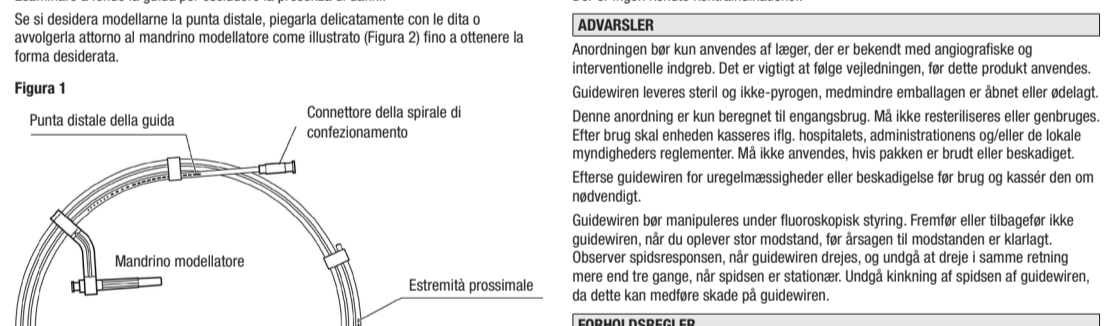 Se si desidera modellarne la punta distale, piegarla delicatamente con le dita o
avvolgerla attorno al mandrino modellatore come illustrato (Figura 2) fino a ottenere la
forma desiderata.
Figura 1
Punta distale della guida
Connettore della spirale di
confezionamento
Mandrino modellatore
Estremità prossimale
ADVARSLER
Anordningen bør kun anvendes af læger, der er bekendt med angiografiske og
interventionelle indgreb. Det er vigtigt at følge vejledningen, før dette produkt anvendes.
Guidewiren leveres steril og ikke-pyrogen, medmindre emballagen er åbnet eller ødelagt.
Denne anordning er kun beregnet til engangsbrug. Må ikke resteriliseres eller genbruges.
Efter brug skal enheden kasseres iflg. hospitalets, administrationens og/eller de lokale
myndigheders reglementer. Må ikke anvendes, hvis pakken er brudt eller beskadiget.
Efterse guidewiren for uregelmæssigheder eller beskadigelse før brug og kassér den om
nødvendigt.
Guidewiren bør manipuleres under fluoroskopisk styring. Fremfør eller tilbagefør ikke
guidewiren, når du oplever stor modstand, før årsagen til modstanden er klarlagt.
Observer spidsresponsen, når guidewiren drejes, og undgå at dreje i samme retning
mere end tre gange, når spidsen er stationær. Undgå kinkning af spidsen af guidewiren,
da dette kan medføre skade på guidewiren.
FORHOLDSREGLER